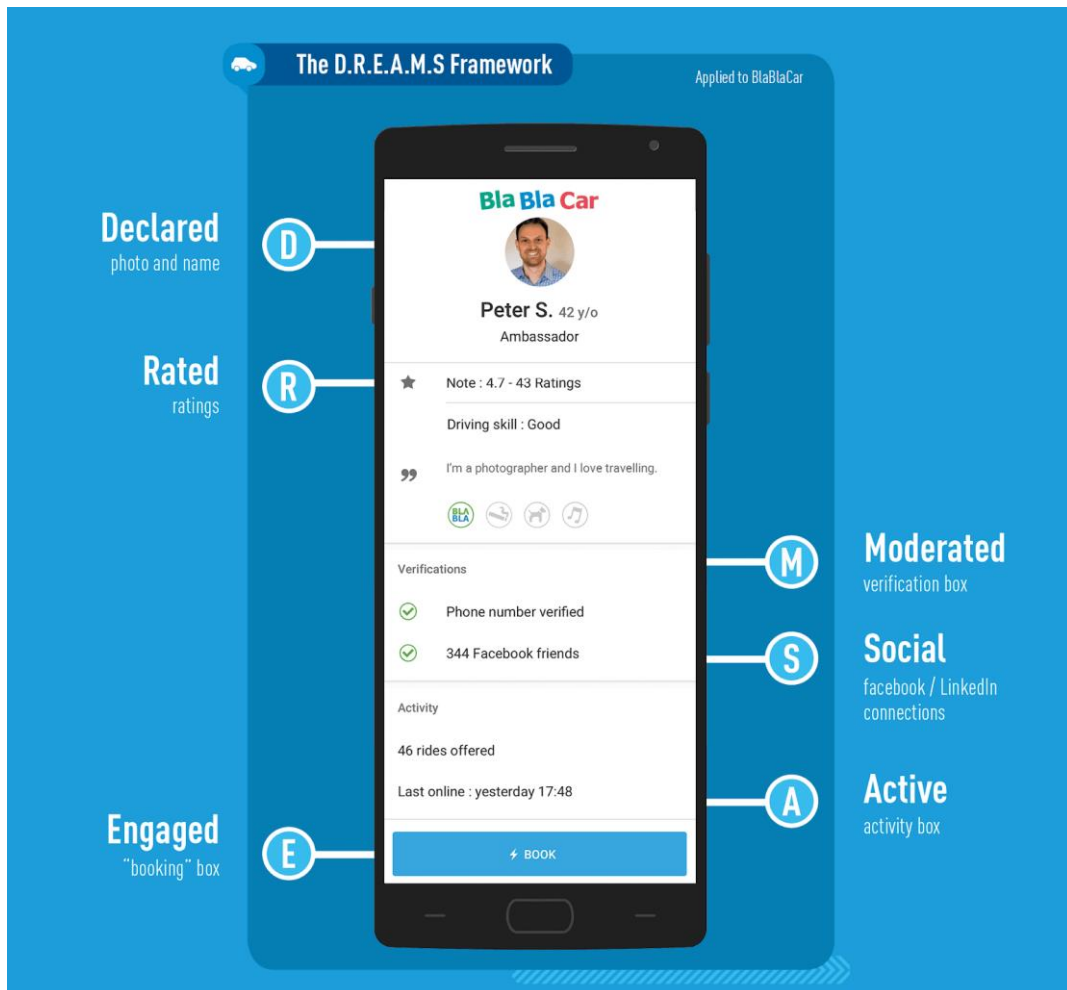 The D.R.E.A.M.S Framework
Applied to BlaBlaCar
Declared
photo and name
D
Rated
ratings
R
Engaged
"booking" box
E
Bla Bla Car
Peter S. 42 y/o
Ambassador
Note : 4.7 - 43 Ratings
Driving skill : Good
I'm a photographer and I love travelling.
BLA
BLA
Verifications
Phone number verified
344 Facebook friends
Activity
46 rides offered
Last online : yesterday 17:48
BOOK
M
Moderated
verification box
S
Social
facebook / LinkedIn
connections
A
Active
activity box